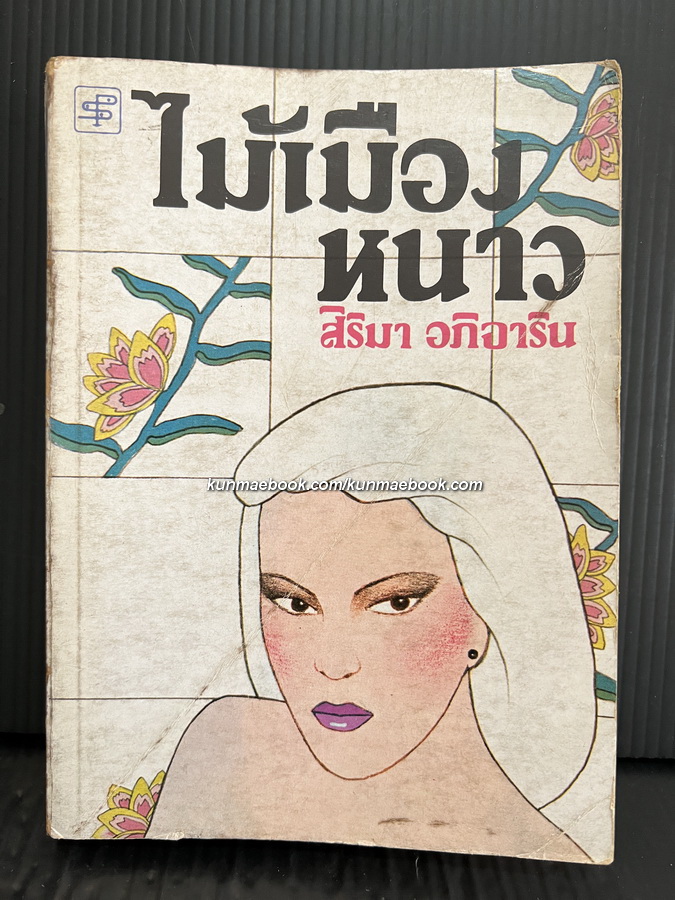 ไม้เมือง
หนาว
สิริมา อภิจาริน
kunmaebook.com/kunmaebook.com